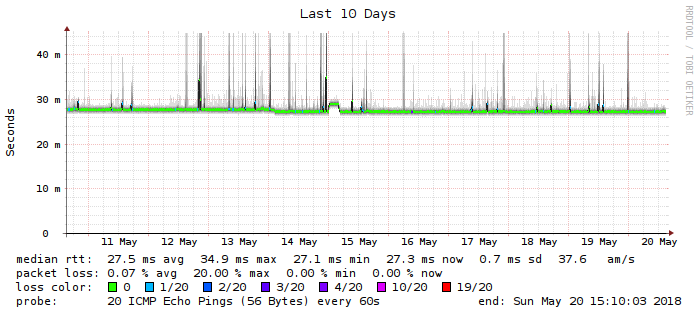 Last 10 Days
RRDTOOL / TOBI OETIKER
Seconds
40 m
30 m
20 m
10 m
0
11 May 12 May 13 May 14 May 15 May 16 May 17 May 18 May 19 May 20 May
median rtt: 27.5 ms avg 34.9 ms max 27.1 ms min 27.3 ms now 0.7 ms sd 37.6 am/s
packet loss: 0.07 % avg 20.00 % max 0.00 % min 0.00 % now
loss color: 0 1/20 2/20 3/20 4/20 10/20 19/20
probe: 20 ICMP Echo Pings (56 Bytes) every 60s end: Sun May 20 15:10:03 2018